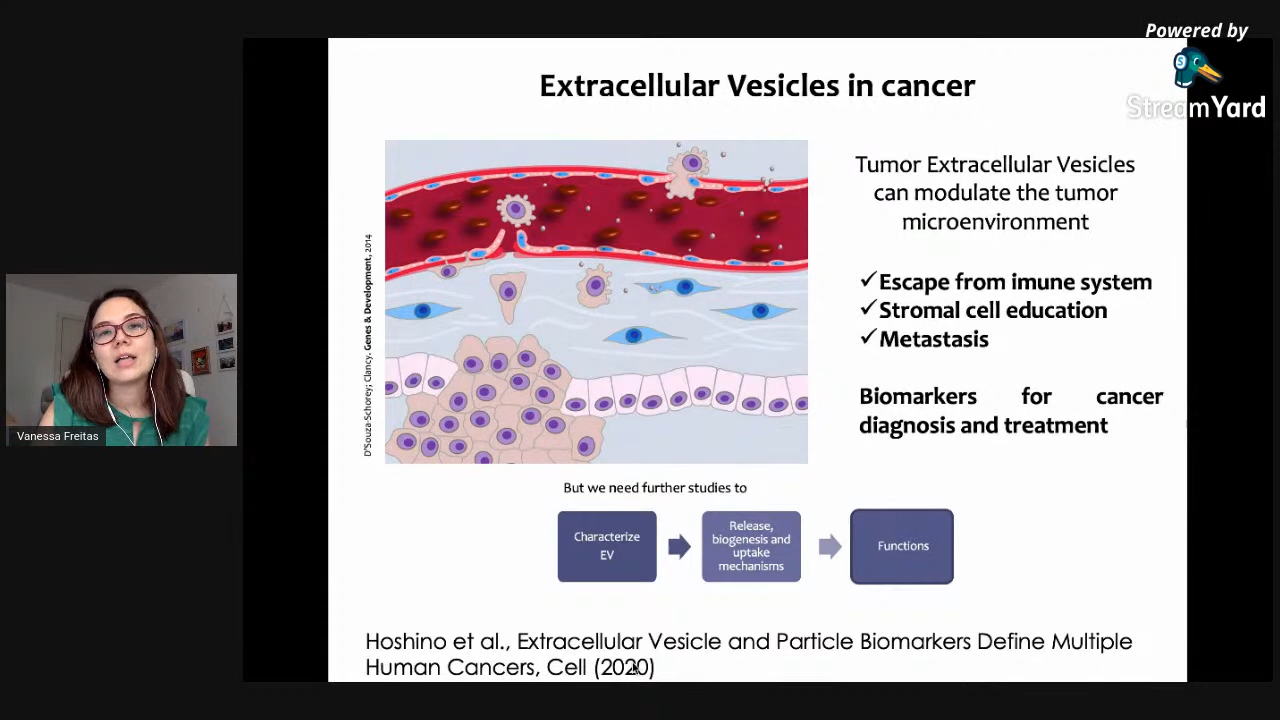 Powered by
StreamYard
Extracellular Vesicles in cancer
D'Souza-Schorey; Clancy. Genes & Development, 2014
Tumor Extracellular Vesicles
can modulate the tumor
microenvironment
✓Escape from imune system
✓Stromal cell education
✓Metastasis
Biomarkers for cancer
diagnosis and treatment
Vanessa Freitas
But we need further studies to
Characterize
EV
Release,
biogenesis and
uptake
mechanisms
Functions
Hoshino et al., Extracellular Vesicle and Particle Biomarkers Define Multiple
Human Cancers, Cell (2020)